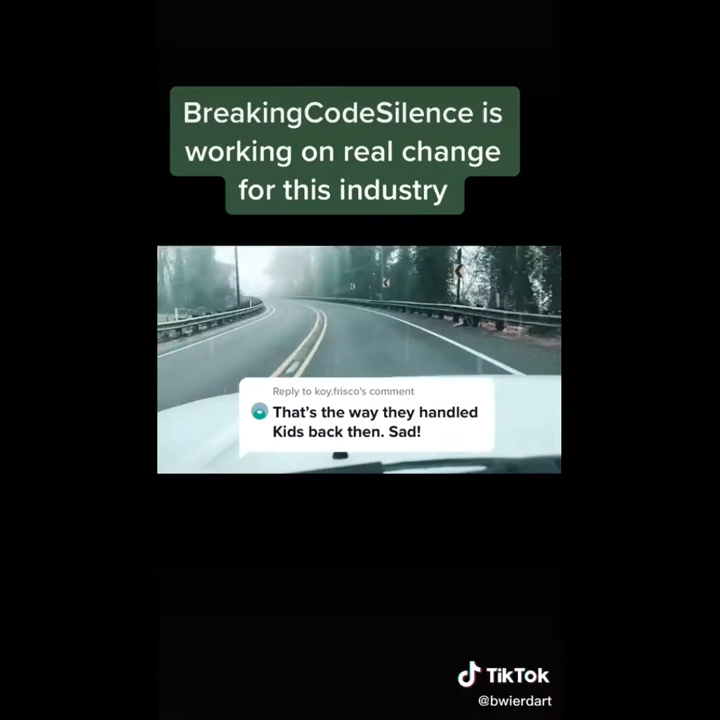 BreakingCodeSilence is
working on real change
for this industry
Reply to koy.frisco's comment
That's the way they handled
Kids back then. Sad!
TikTok
@bwierdart